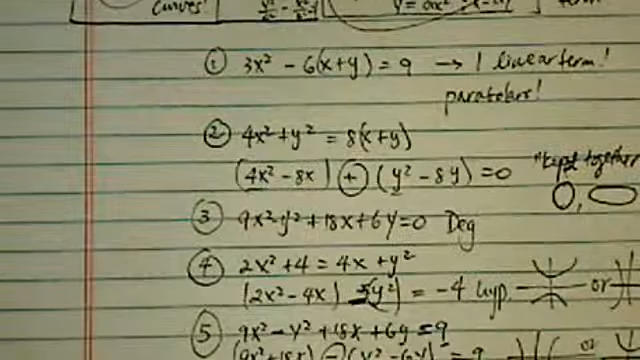 curves!
① 3x² - 6(x+y) = 9 → 1 linear term!
parabolas!
② 4x² + y² = 8(x+y)
(4x² - 8x) + (y² - 8y) = 0
"kept together
③ 9x² - y² + 18x + 6y = 0 Deg
④ 2x² + 4 = 4x + y²
(2x² - 4x) - y² = -4 hyp. or
⑤ 9x² - y² + 18x + 6y = 9
or